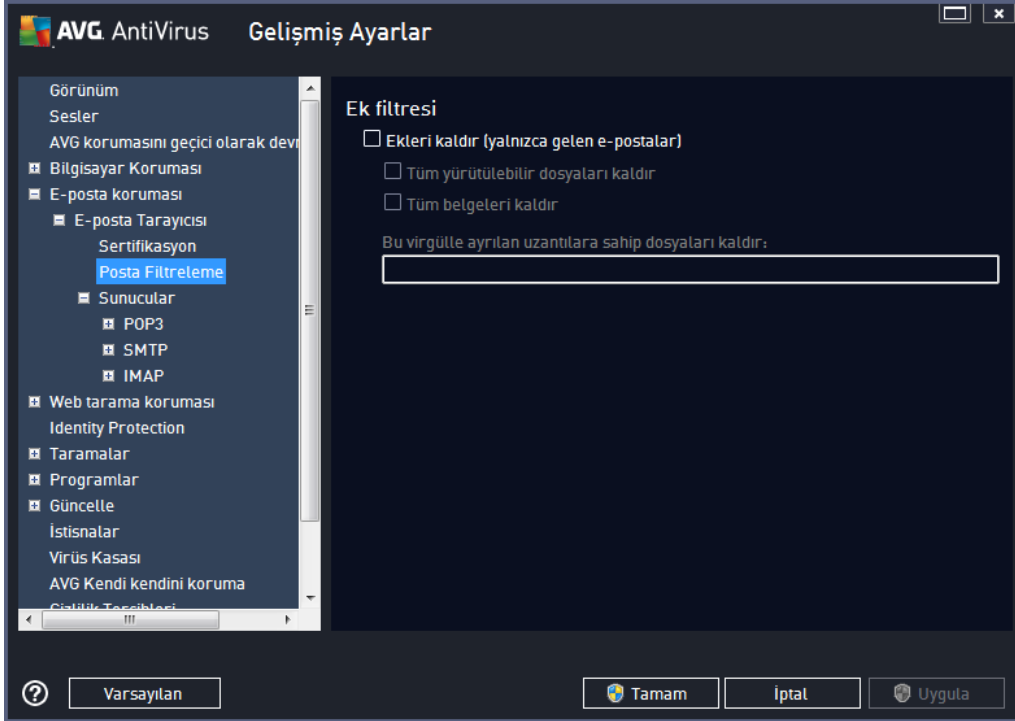 AVG AntiVirus Gelişmiş Ayarlar
Görünüm
Sesler
AVG korumasını geçici olarak devr
Bilgisayar Koruması
E-posta koruması
E-posta Tarayıcısı
Sertifikasyon
Posta Filtreleme
Sunucular
POP3
SMTP
IMAP
Web tarama koruması
Identity Protection
Taramalar
Programlar
Güncelle
İstisnalar
Virüs Kasası
AVG Kendi kendini koruma
Gizlilik Tercihleri
Ek filtresi
Ekleri kaldır (yalnızca gelen e-postalar)
Tüm yürütülebilir dosyaları kaldır
Tüm belgeleri kaldır
Bu virgülle ayrılan uzantılara sahip dosyaları kaldır:
Varsayılan
Tamam
İptal
Uygula